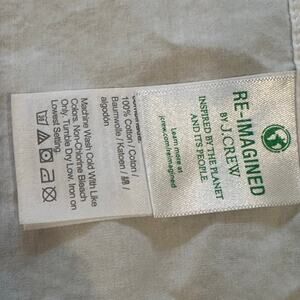 RE-IMAGINED
BY J.CREW
INSPIRED BY THE PLANET
AND ITS PEOPLE.
Learn more at
jcrew.com/reimagined
100% Cotton / Coton /
Baumwolle / Katoen / 綿 /
algodón
Machine Wash Cold With Like
Colors. Non-Chlorine Bleach
Only. Tumble Dry Low. Iron on
Lowest Setting.